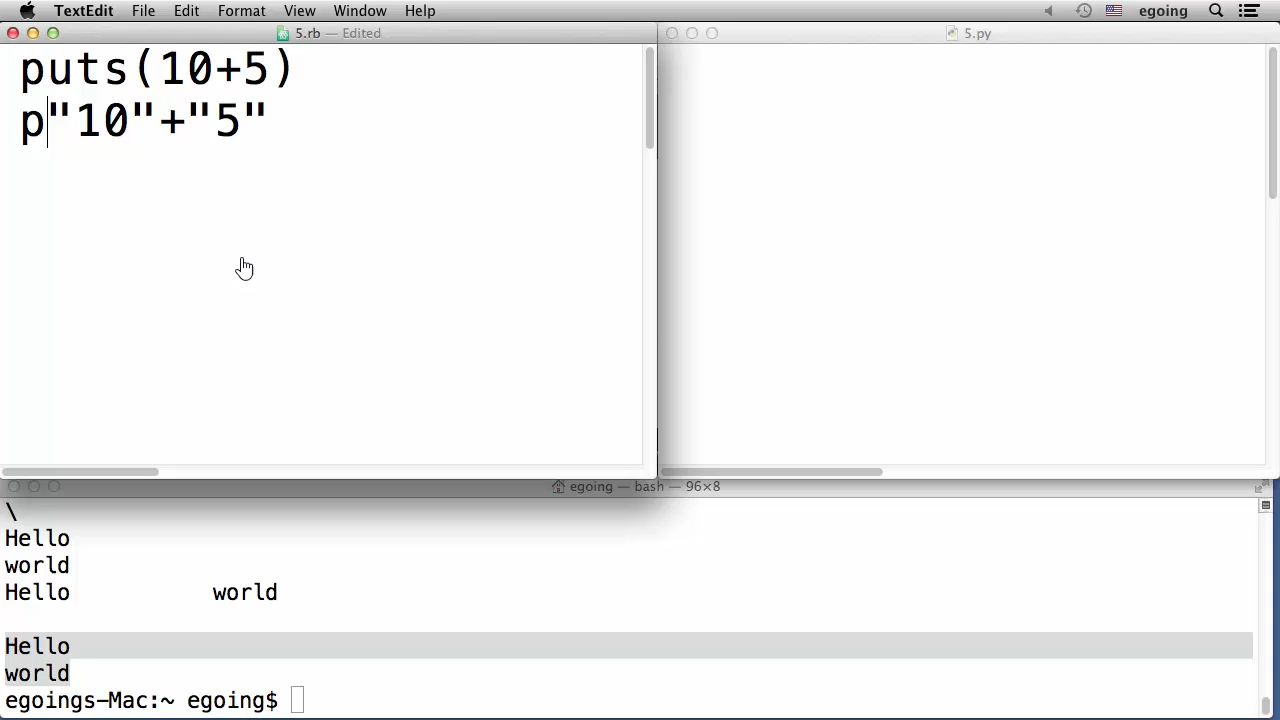 TextEdit File Edit Format View Window Help egoing
5.rb — Edited
puts(10+5)
p"10"+"5"
5.py
egoing — bash — 96×8
\
Hello
world
Hello world
Hello
world
egoings-Mac:~ egoing$